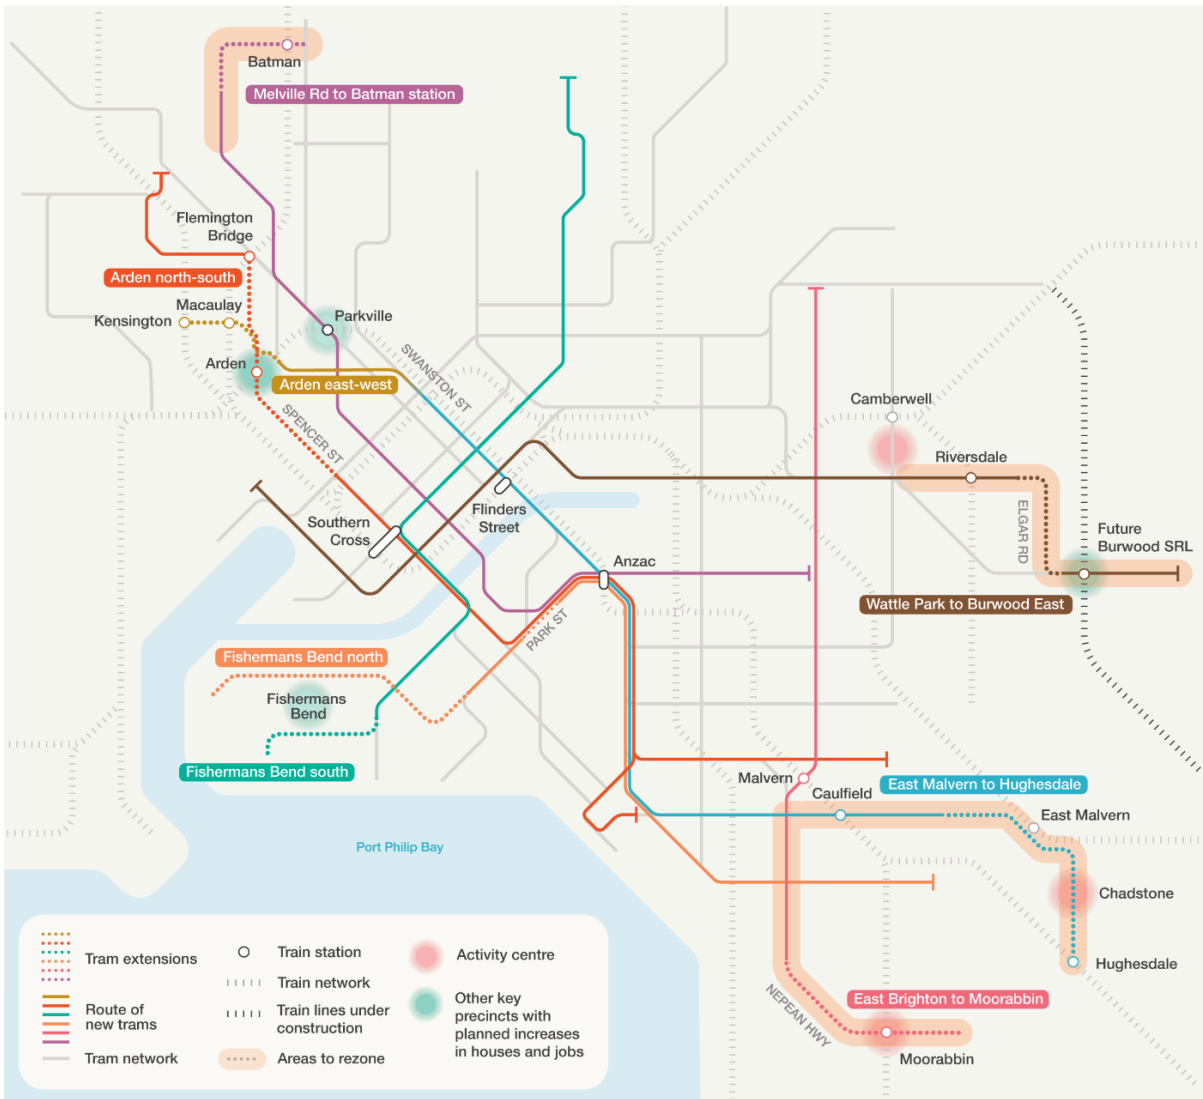 Batman
Melville Rd to Batman station
Flemington
Bridge
Arden north-south
Macaulay
Kensington
Parkville
Arden
Arden east-west
SWANSTON ST
SPENCER ST
Camberwell
Riversdale
ELGAR RD
Future
Burwood SRL
Flinders
Street
Southern
Cross
Anzac
Wattle Park to Burwood East
PARK ST
Fishermans Bend north
Fishermans
Bend
Fishermans Bend south
Malvern
Caulfield
East Malvern to Hughesdale
East Malvern
Port Philip Bay
Chadstone
Hughesdale
NEPEAN HWY
East Brighton to Moorabbin
Moorabbin
Tram extensions
Route of
new trams
Tram network
Train station
Train network
Train lines under
construction
Areas to rezone
Activity centre
Other key
precincts with
planned increases
in houses and jobs